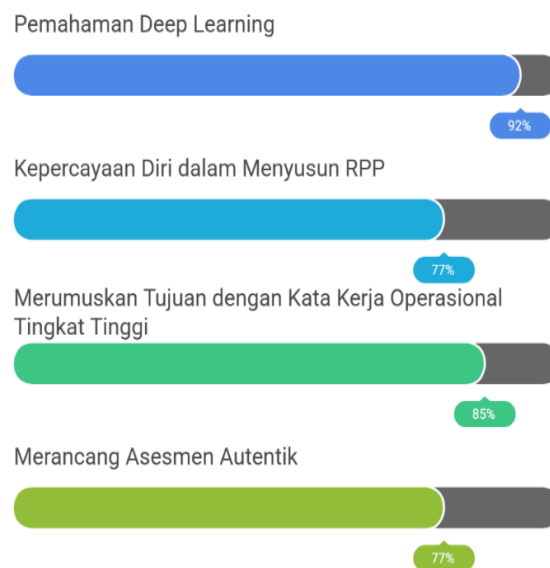 Pemahaman Deep Learning
92%
Kepercayaan Diri dalam Menyusun RPP
77%
Merumuskan Tujuan dengan Kata Kerja Operasional
Tingkat Tinggi
85%
Merancang Asesmen Autentik
77%